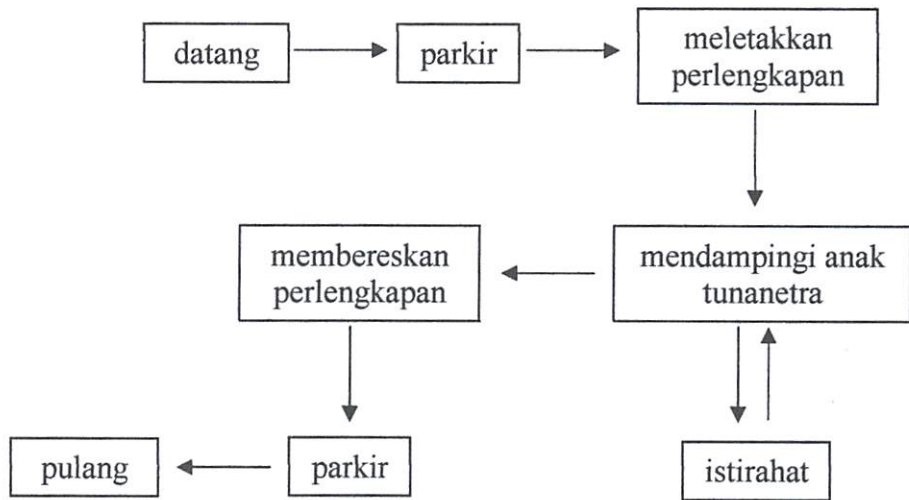 datang
parkir
meletakkan
perlengkapan
mendampingi anak
tunanetra
istirahat
membereskan
perlengkapan
parkir
pulang